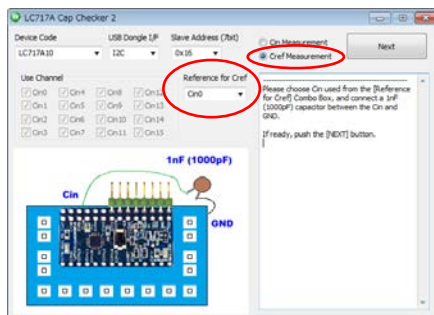 LC717A Cap Checker 2
Device Code
USB Dongle I/F
Slave Address (7bit)
Cin Measurement
Cref Measurement
Next
LC717A10
I2C
0x16
Use Channel
Reference for Cref
Cin0
Cin0 Cin4 Cin8 Cin12
Cin1 Cin5 Cin9 Cin13
Cin2 Cin6 Cin10 Cin14
Cin3 Cin7 Cin11 Cin15
Please choose Cin used from the [Reference
for Cref] Combo Box, and connect a 1nF
(1000pF) capacitor between the Cin and
GND.
If ready, push the [NEXT] button.
1nF (1000pF)
Cin
GND